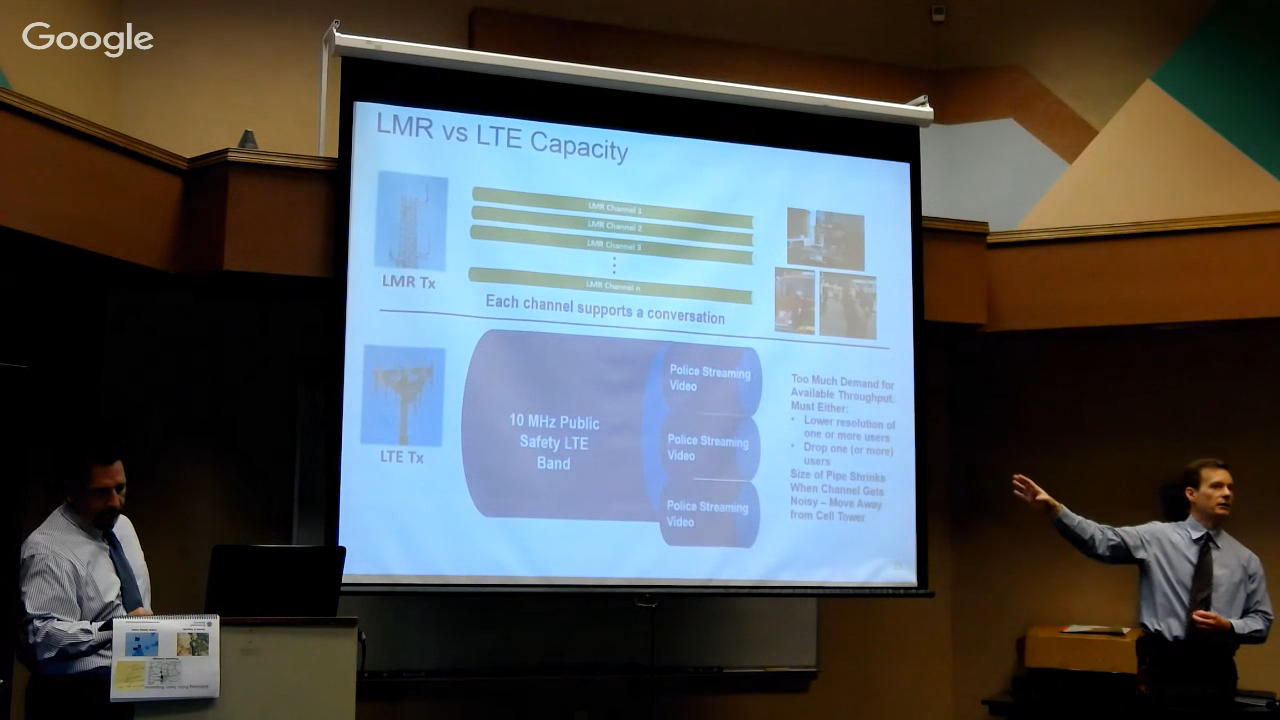 Google
LMR vs LTE Capacity
LMR Channel 1
LMR Channel 2
LMR Channel 3
LMR Channel n
LMR Tx
Each channel supports a conversation
10 MHz Public
Safety LTE
Band
LTE Tx
Police Streaming
Video
Police Streaming
Video
Police Streaming
Video
Too Much Demand for
Available Throughput.
Must Either:
• Lower resolution of
one or more users
• Drop one (or more)
users
Size of Pipe Shrinks
When Channel Gets
Noisy – Move Away
from Cell Tower